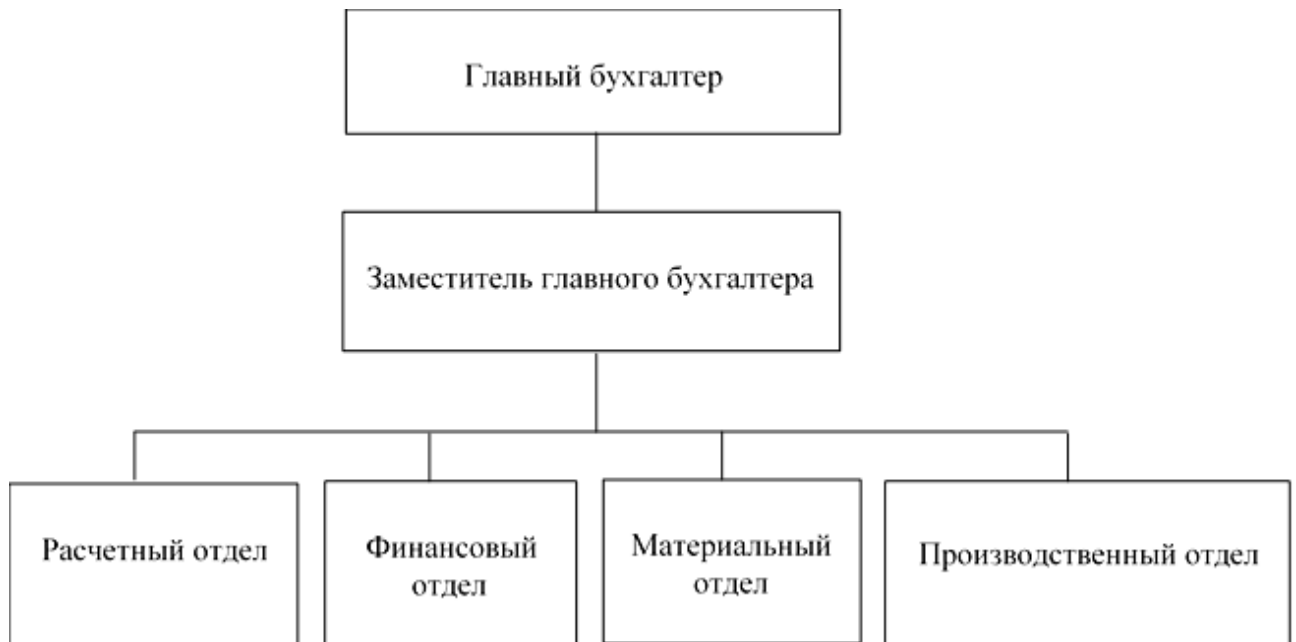 Главный бухгалтер
Заместитель главного бухгалтера
Расчетный отдел
Финансовый
отдел
Материальный
отдел
Производственный отдел